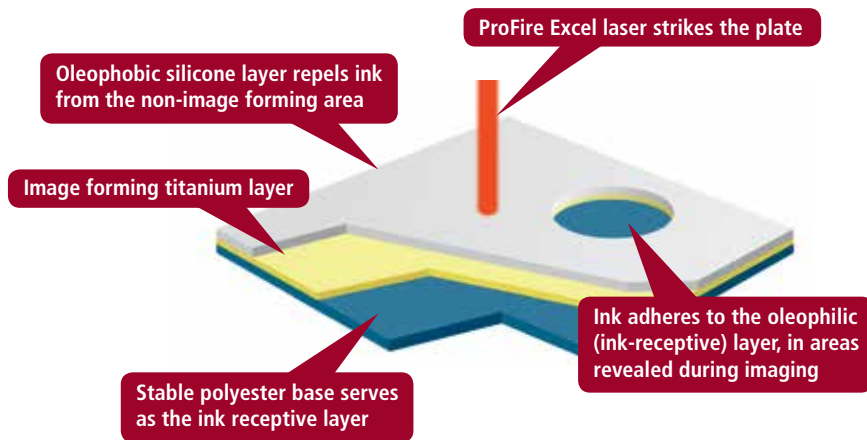 ProFire Excel laser strikes the plate
Oleophobic silicone layer repels ink
from the non-image forming area
Image forming titanium layer
Ink adheres to the oleophilic
(ink-receptive) layer, in areas
revealed during imaging
Stable polyester base serves
as the ink receptive layer